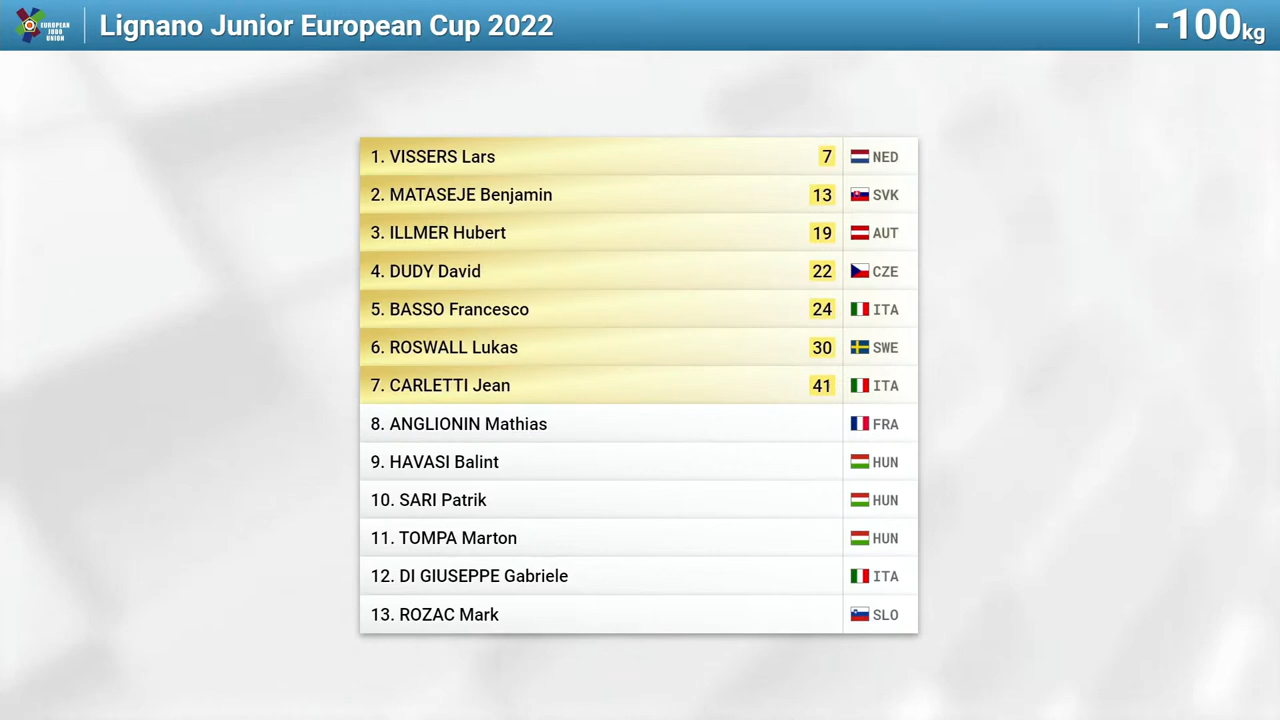 EUROPEAN
JUDO
UNION
Lignano Junior European Cup 2022
-100kg
1. VISSERS Lars 7 NED
2. MATASEJE Benjamin 13 SVK
3. ILLMER Hubert 19 AUT
4. DUDY David 22 CZE
5. BASSO Francesco 24 ITA
6. ROSWALL Lukas 30 SWE
7. CARLETTI Jean 41 ITA
8. ANGLIONIN Mathias FRA
9. HAVASI Balint HUN
10. SARI Patrik HUN
11. TOMPA Marton HUN
12. DI GIUSEPPE Gabriele ITA
13. ROZAC Mark SLO